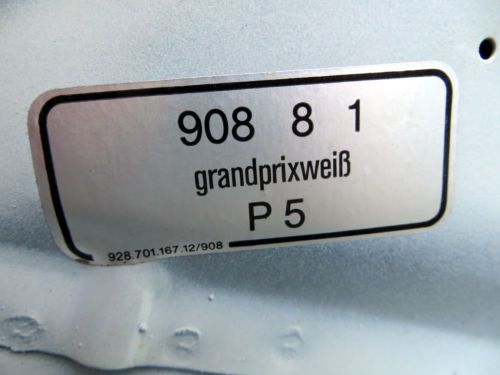 908 8 1
grandprixweiß
P 5
928.701.167.12/908